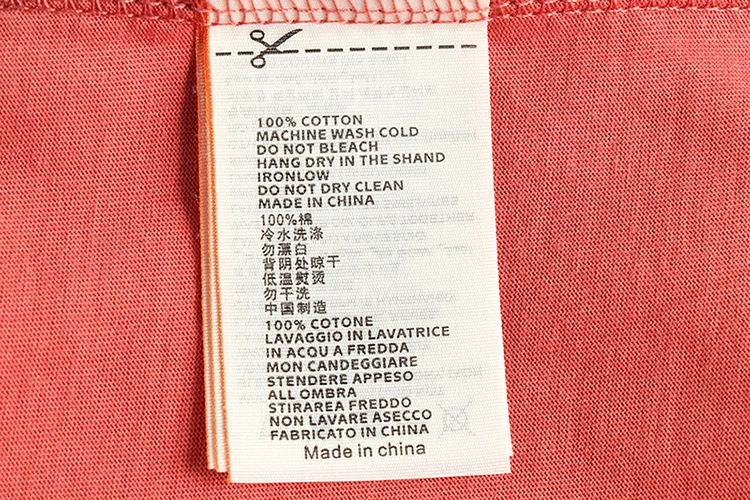 100% COTTON
MACHINE WASH COLD
DO NOT BLEACH
HANG DRY IN THE SHAND
IRONLOW
DO NOT DRY CLEAN
MADE IN CHINA
100%棉
冷水洗涤
勿漂白
背阴处晾干
低温熨烫
勿干洗
中国制造
100% COTONE
LAVAGGIO IN LAVATRICE
IN ACQU A FREDDA
MON CANDEGGIARE
STENDERE APPESO
ALL OMBRA
STIRAREA FREDDO
NON LAVARE ASECCO
FABRICATO IN CHINA
Made in china